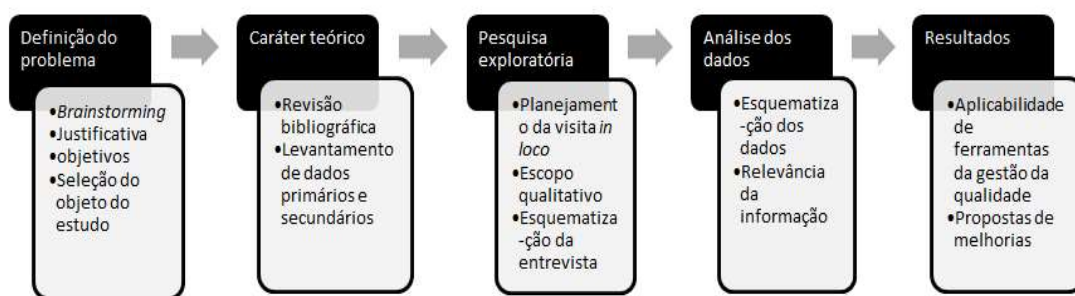 Definição do
problema
•Brainstorming
•Justificativa
•objetivos
•Seleção do
objeto do
estudo
Caráter teórico
•Revisão
bibliográfica
•Levantamento
de dados
primários e
secundários
Pesquisa
exploratória
•Planejament
o da visita in
loco
•Escopo
qualitativo
•Esquematiza
-ção da
entrevista
Análise dos
dados
•Esquematiza
-ção dos
dados
•Relevância
da
informação
Resultados
•Aplicabilidade
de
ferramentas
da gestão da
qualidade
•Propostas de
melhorias